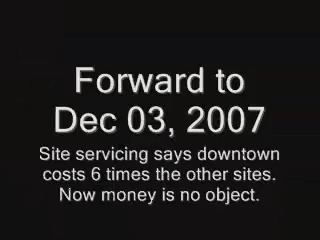 Forward to
Dec 03, 2007
Site servicing says downtown
costs 6 times the other sites.
Now money is no object.